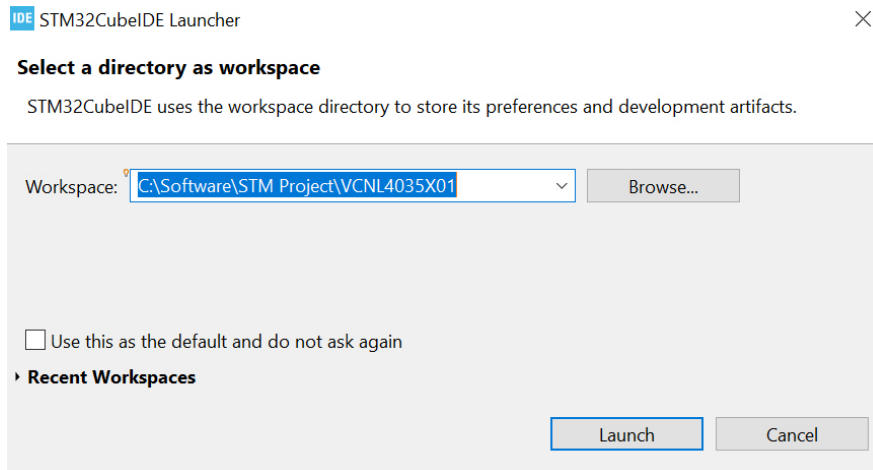 IDE STM32CubeIDE Launcher
Select a directory as workspace
STM32CubeIDE uses the workspace directory to store its preferences and development artifacts.
Workspace: C:\Software\STM Project\VCNL4035X01 Browse...
Use this as the default and do not ask again
Recent Workspaces
Launch Cancel